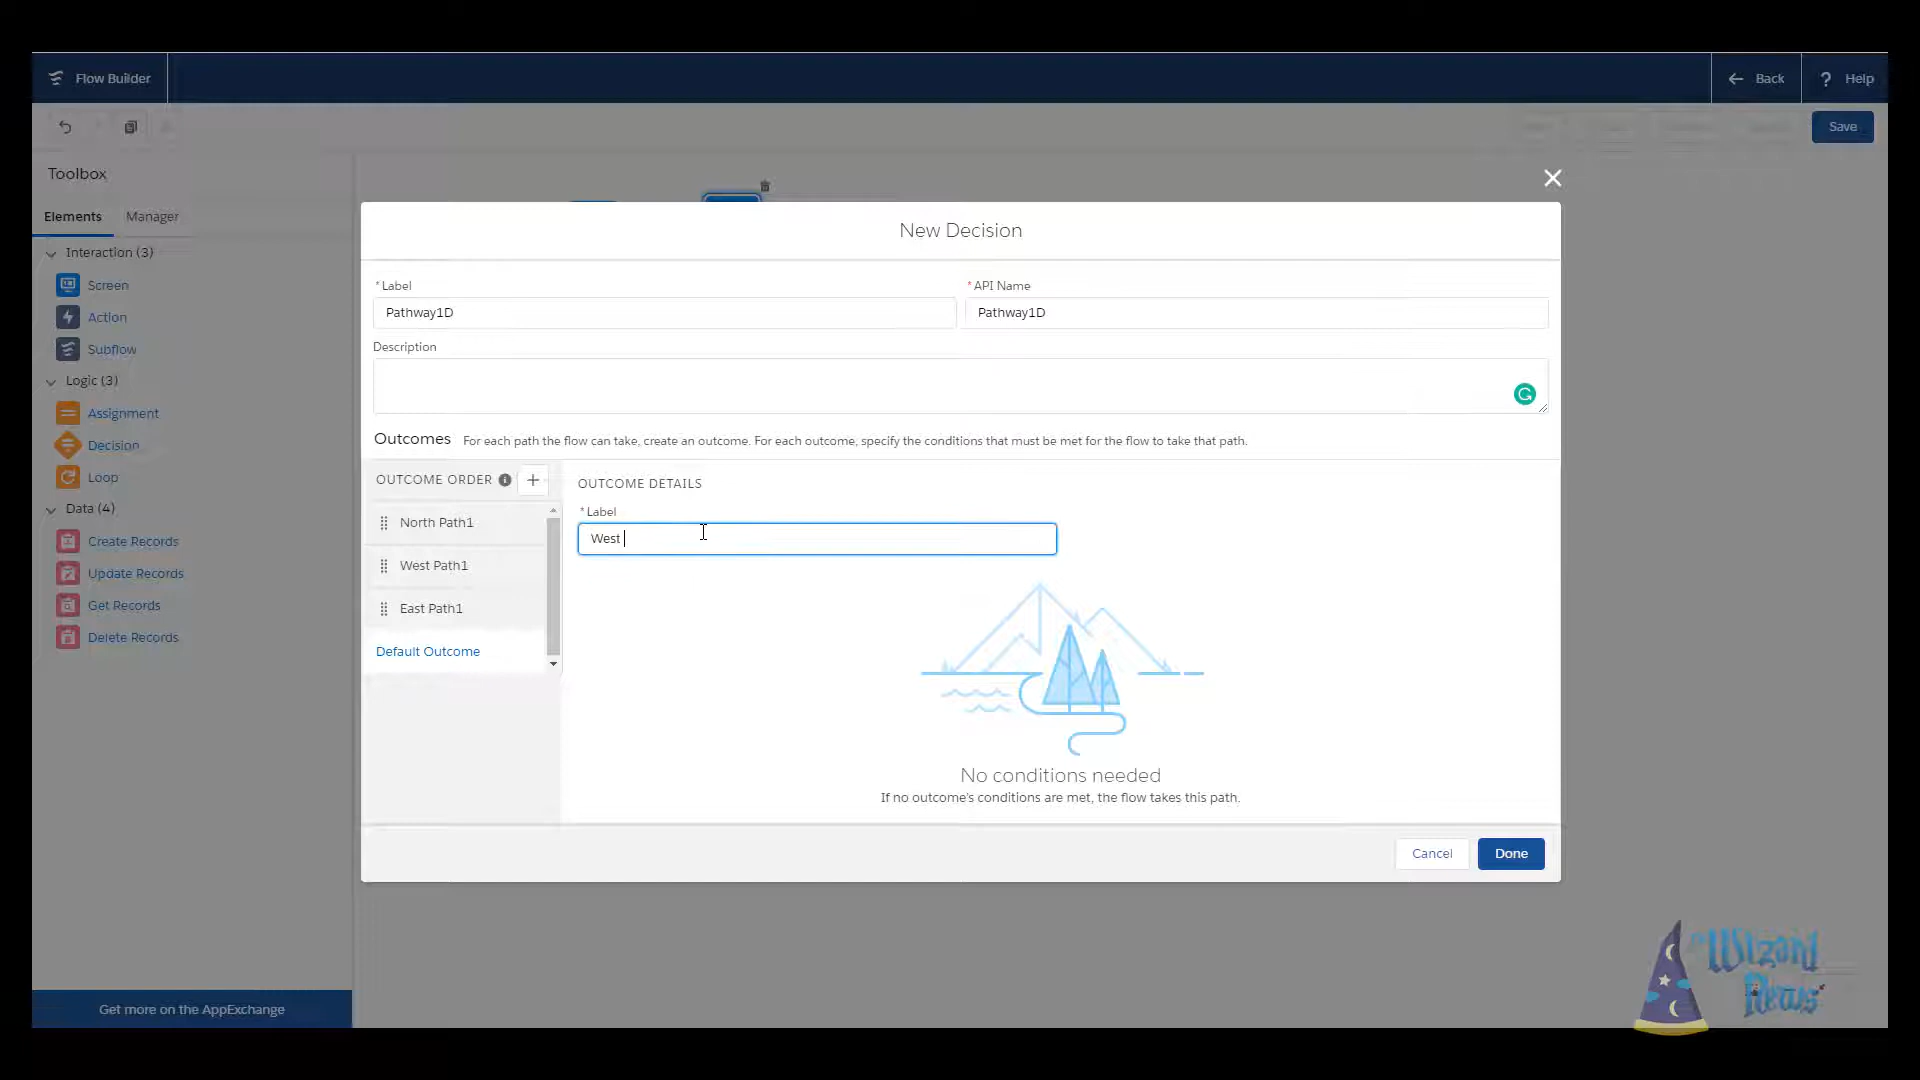 Flow Builder
Back
Help
Save
Toolbox
Elements
Manager
Interaction (3)
Screen
Action
Subflow
Logic (3)
Assignment
Decision
Loop
Data (4)
Create Records
Update Records
Get Records
Delete Records
Get more on the AppExchange
New Decision
* Label
Pathway1D
* API Name
Pathway1D
Description
Outcomes For each path the flow can take, create an outcome. For each outcome, specify the conditions that must be met for the flow to take that path.
OUTCOME ORDER
North Path1
West Path1
East Path1
Default Outcome
OUTCOME DETAILS
* Label
West
No conditions needed
If no outcome's conditions are met, the flow takes this path.
Cancel
Done
Wizard
News